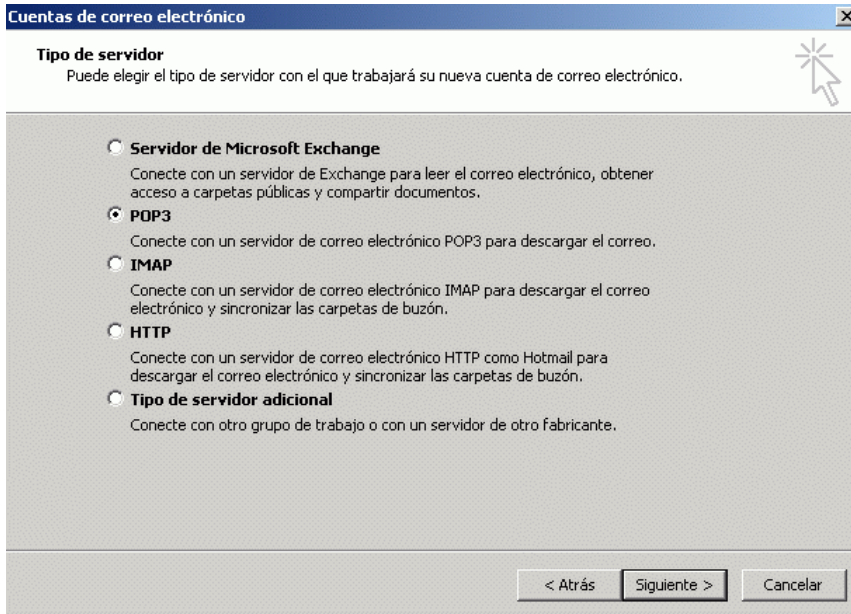 Cuentas de correo electrónico
Tipo de servidor
Puede elegir el tipo de servidor con el que trabajará su nueva cuenta de correo electrónico.
Servidor de Microsoft Exchange
Conecte con un servidor de Exchange para leer el correo electrónico, obtener
acceso a carpetas públicas y compartir documentos.
POP3
Conecte con un servidor de correo electrónico POP3 para descargar el correo.
IMAP
Conecte con un servidor de correo electrónico IMAP para descargar el correo
electrónico y sincronizar las carpetas de buzón.
HTTP
Conecte con un servidor de correo electrónico HTTP como Hotmail para
descargar el correo electrónico y sincronizar las carpetas de buzón.
Tipo de servidor adicional
Conecte con otro grupo de trabajo o con un servidor de otro fabricante.
< Atrás Siguiente > Cancelar